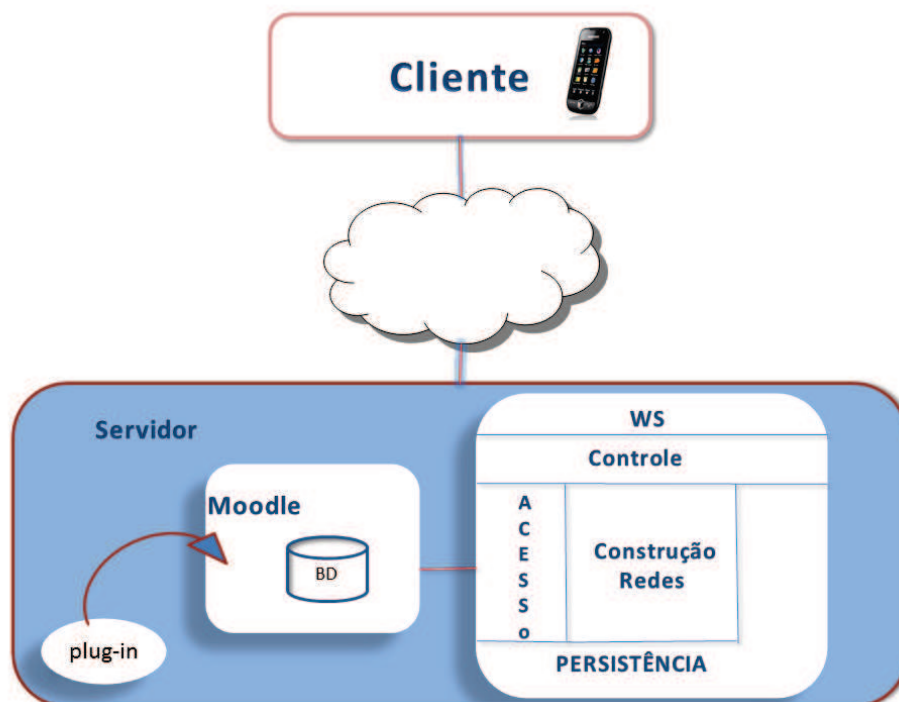 Cliente
Servidor
Moodle
BD
plug-in
WS
Controle
A
C
E
S
S
o
Construção
Redes
PERSISTÊNCIA